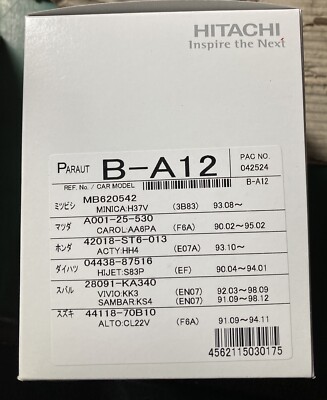 HITACHI
Inspire the Next
PARAUT B-A12 PAC NO. 042524
REF. No. / CAR MODEL B-A12
ミツビシ MB620542
MINICA:H37V (3B83) 93.08~
マツダ A001-25-530
CAROL:AA6PA (F6A) 90.02~95.02
ホンダ 42018-ST6-013
ACTY:HH4 (E07A) 93.10~
ダイハツ 04438-87516
HIJET:S83P (EF) 90.04~94.01
スバル 28091-KA340
VIVIO:KK3 (EN07) 92.03~98.09
SAMBAR:KS4 (EN07) 91.09~98.12
スズキ 44118-70B10
ALTO:CL22V (F6A) 91.09~94.11
4562115030175